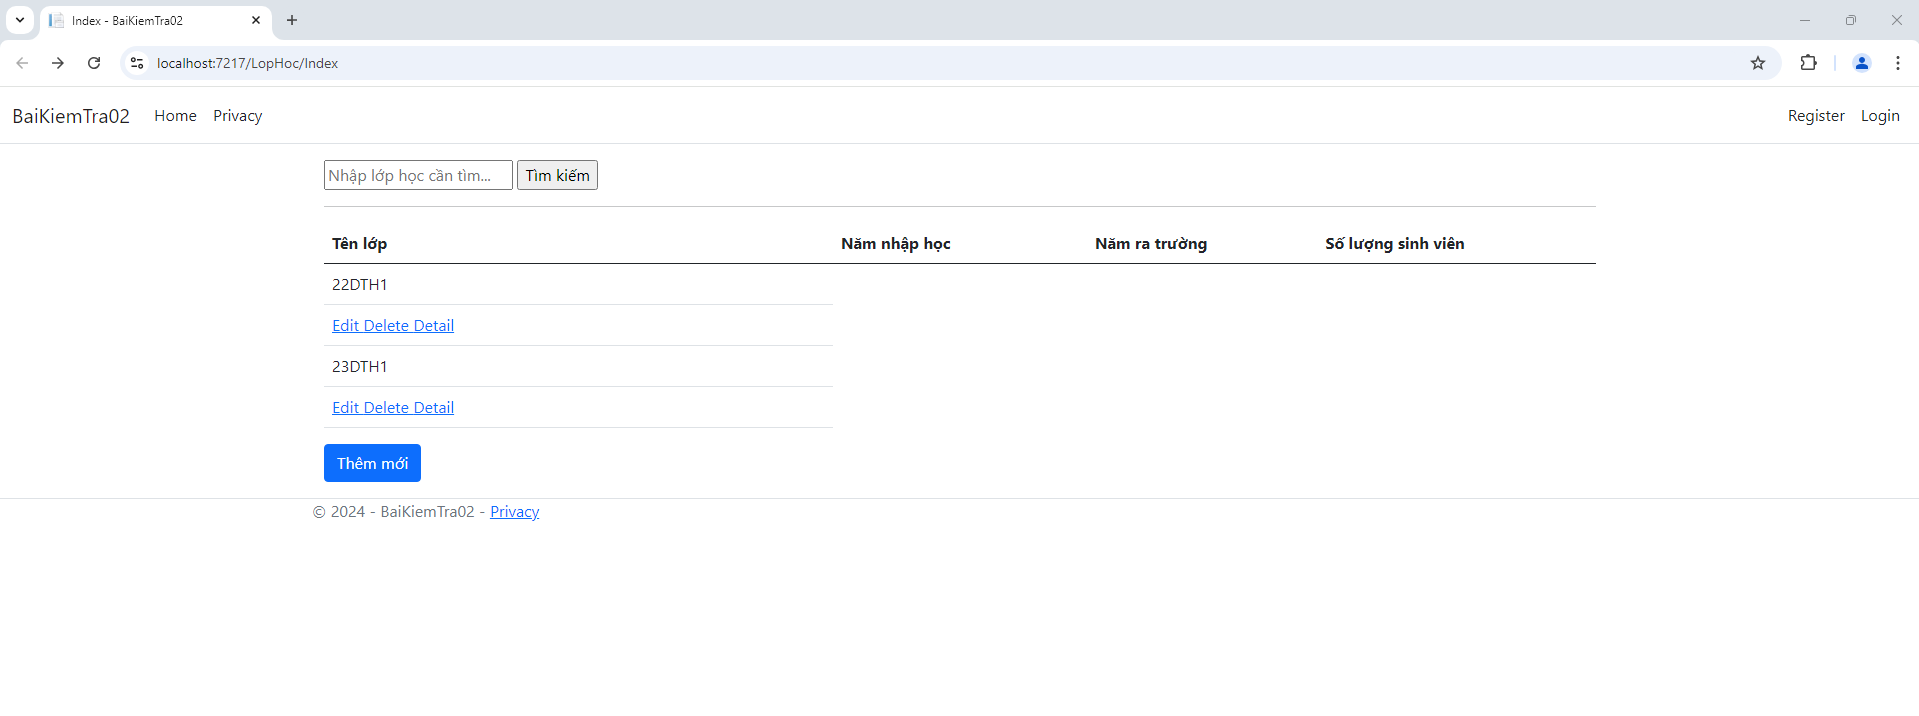 Index - BaiKiemTra02
localhost:7217/LopHoc/Index
BaiKiemTra02 Home Privacy Register Login
Nhập lớp học cần tìm... Tìm kiếm
Tên lớp Năm nhập học Năm ra trường Số lượng sinh viên
22DTH1
Edit Delete Detail
23DTH1
Edit Delete Detail
Thêm mới
© 2024 - BaiKiemTra02 - Privacy